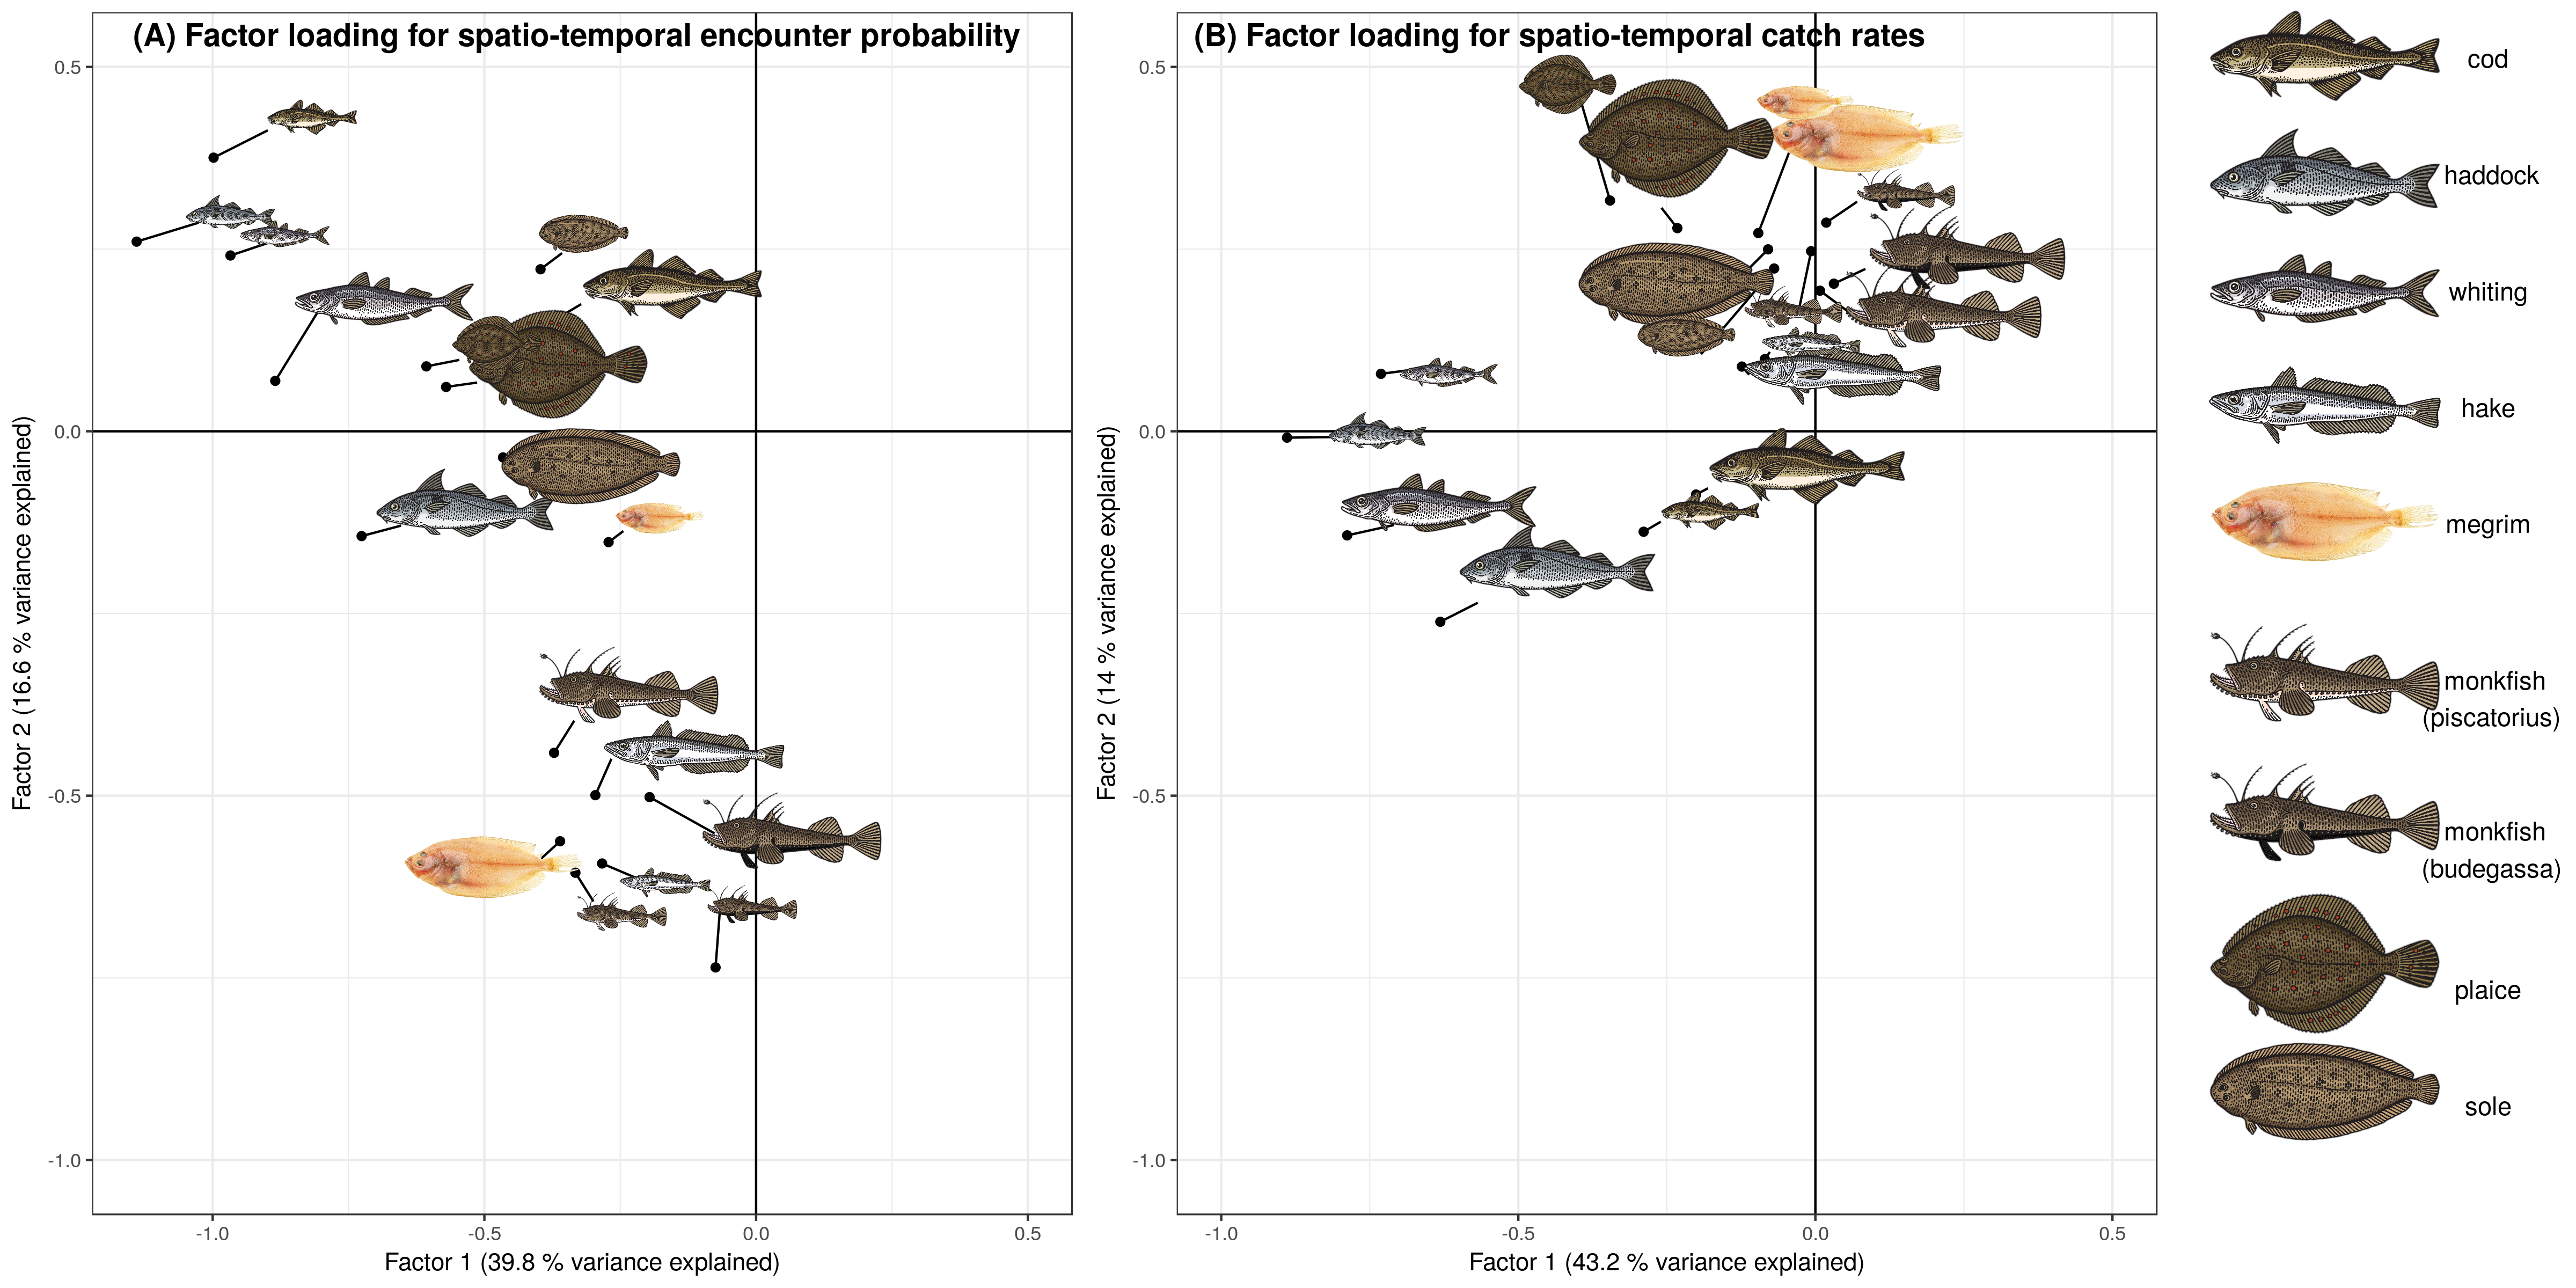 (A) Factor loading for spatio-temporal encounter probability
0.5
0.0
-0.5
-1.0
Factor 2 (16.6 % variance explained)
-1.0
-0.5
0.0
0.5
Factor 1 (39.8 % variance explained)
(B) Factor loading for spatio-temporal catch rates
0.5
0.0
-0.5
-1.0
Factor 2 (14 % variance explained)
-1.0
-0.5
0.0
0.5
Factor 1 (43.2 % variance explained)
cod
haddock
whiting
hake
megrim
monkfish
(piscatorius)
monkfish
(budegassa)
plaice
sole